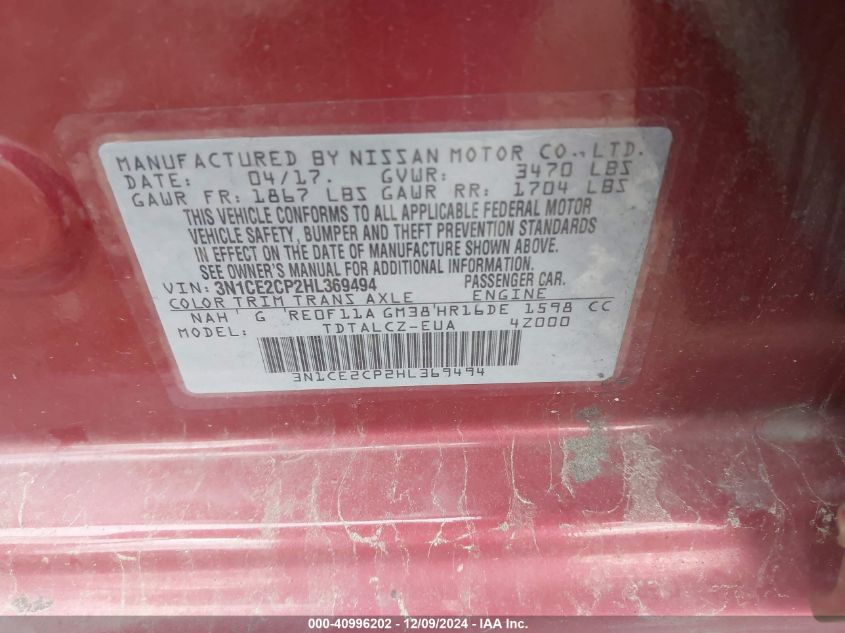 MANUFACTURED BY NISSAN MOTOR CO., LTD.
DATE: 04/17. GVWR: 3470 LBS
GAWR FR: 1867 LBS GAWR RR: 1704 LBS
THIS VEHICLE CONFORMS TO ALL APPLICABLE FEDERAL MOTOR
VEHICLE SAFETY, BUMPER AND THEFT PREVENTION STANDARDS
IN EFFECT ON THE DATE OF MANUFACTURE SHOWN ABOVE.
SEE OWNER'S MANUAL FOR ADDITIONAL INFORMATION.
VIN: 3N1CE2CP2HL369494 PASSENGER CAR.
COLOR TRIM TRANS AXLE ENGINE
NAH G RE0F11A GM38 HR16DE 1598 CC
MODEL: TDTALCZ-EUA 4Z000
3N1CE2CP2HL369494
000-40996202 - 12/09/2024 - IAA Inc.